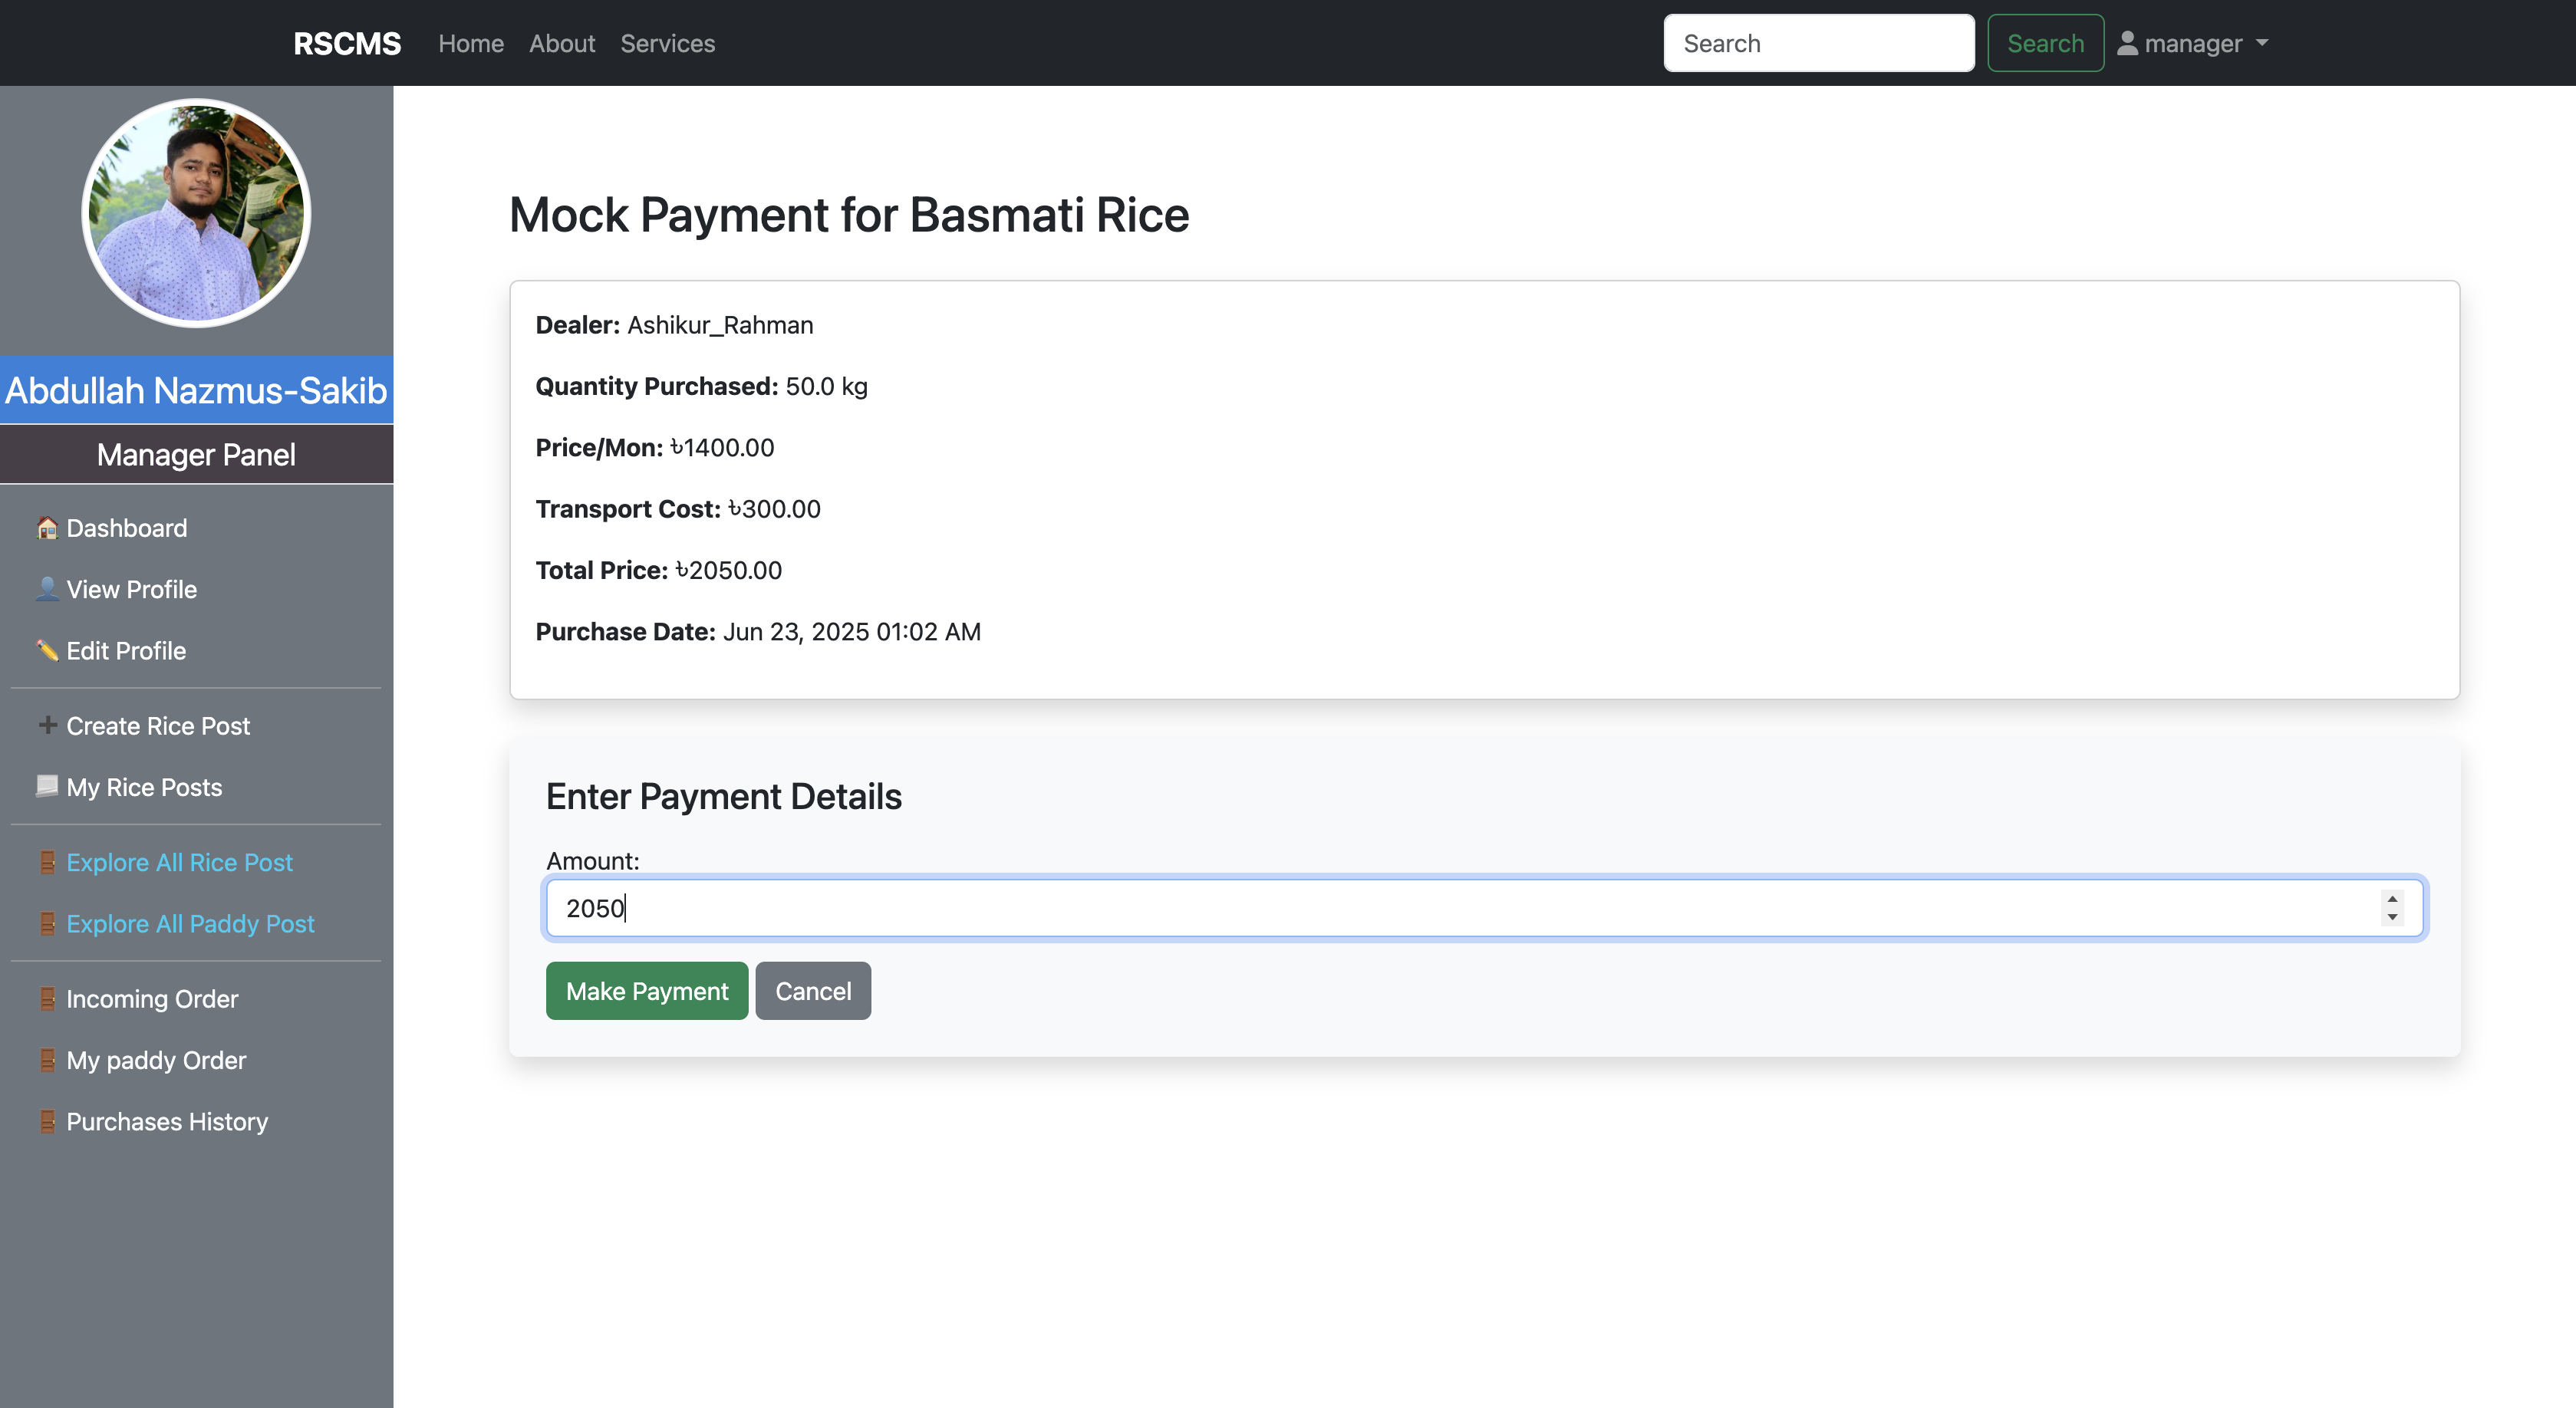 RSCMS Home About Services Search Search manager
Abdullah Nazmus-Sakib
Manager Panel
Dashboard
View Profile
Edit Profile
Create Rice Post
My Rice Posts
Explore All Rice Post
Explore All Paddy Post
Incoming Order
My paddy Order
Purchases History
Mock Payment for Basmati Rice
Dealer: Ashikur_Rahman
Quantity Purchased: 50.0 kg
Price/Mon: ৳1400.00
Transport Cost: ৳300.00
Total Price: ৳2050.00
Purchase Date: Jun 23, 2025 01:02 AM
Enter Payment Details
Amount:
2050
Make Payment Cancel